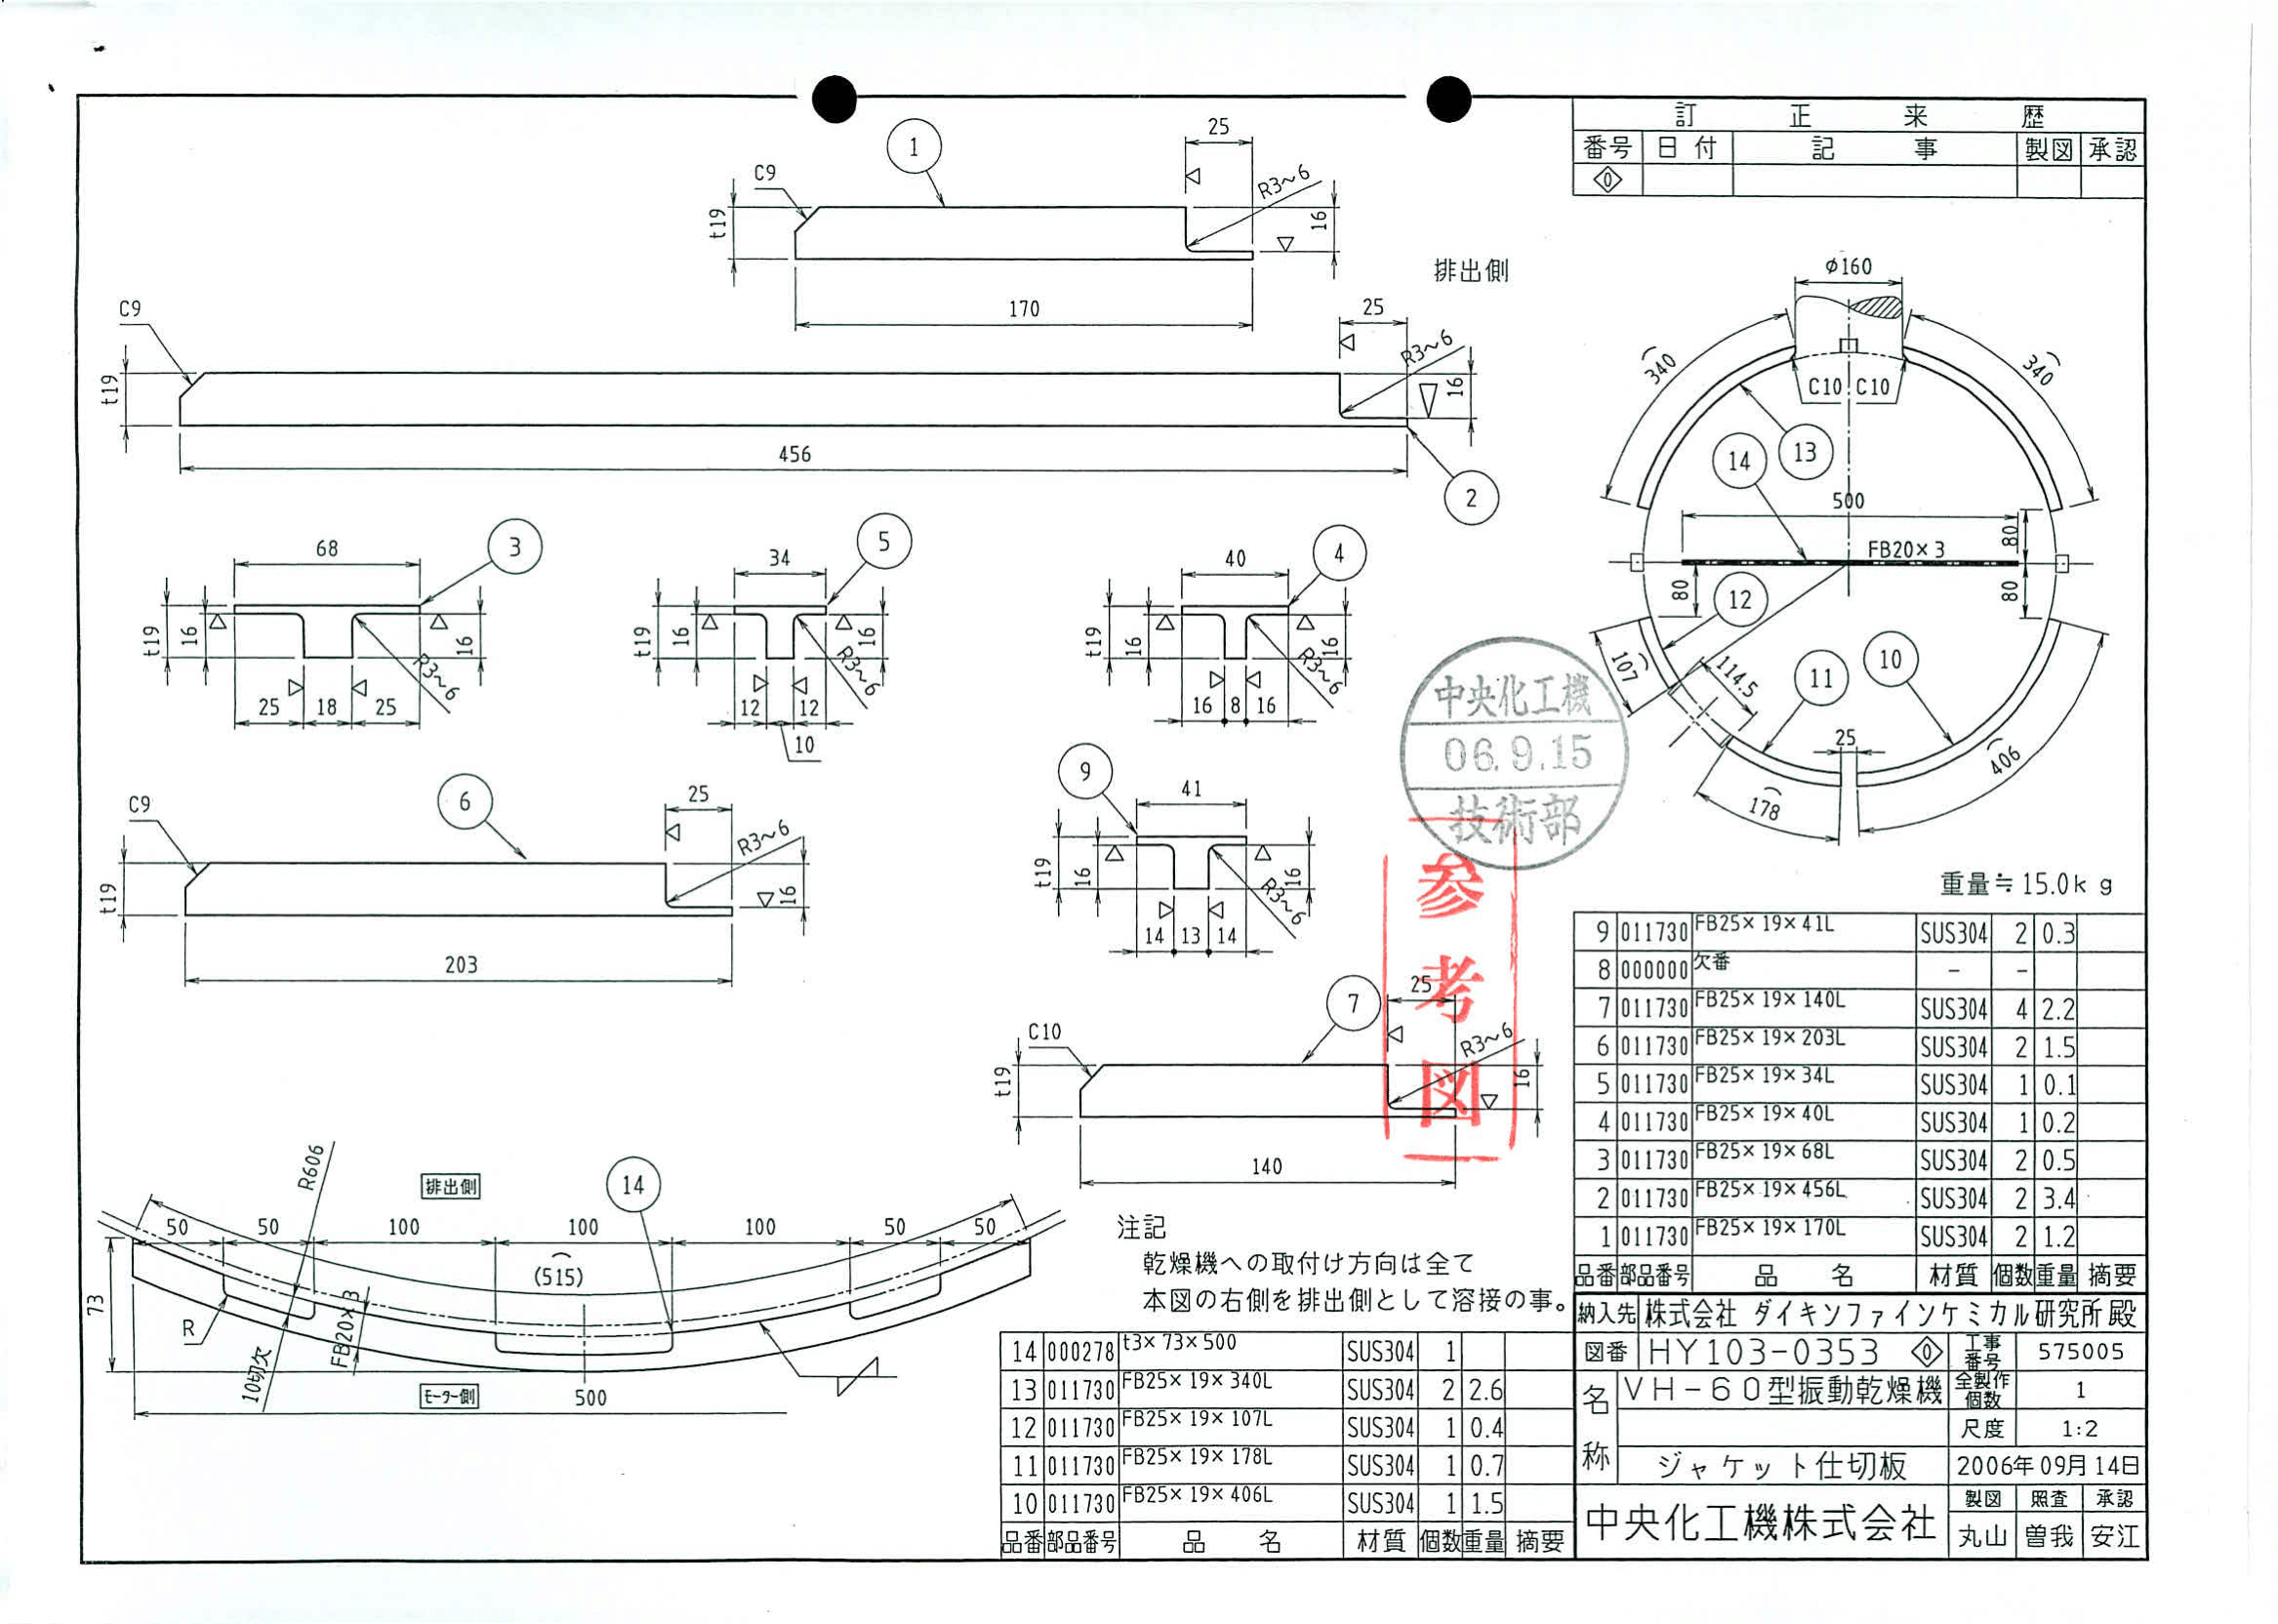 訂 正 来 歴
番号 日 付 記 事 製図 承認
0
1
C9
25
R3~6
t19
16
170
排出側
C9
25
R3~6
t19
16
456
2
3
68
t19
16
16
R3~6
25 18 25
5
34
t19
16
16
R3~6
12 12
10
4
40
t19
16
16
R3~6
16 8 16
6
C9
25
R3~6
t19
16
203
9
41
t19
16
16
R3~6
14 13 14
7
C10
25
R3~6
t19
16
140
φ160
340
340
C10 C10
13
14
500
FB20×3
80
80
80
12
107
114.5
11
10
25
406
178
中央化工機
06.9.15
技術部
参考図
R606
排出側
14
50 50 100 100 100 50 50
(515)
73
R
FB20×3
10切欠
モーター側
500
注記
乾燥機への取付け方向は全て
本図の右側を排出側として溶接の事。
重量≒15.0kg
9 011730 FB25×19×41L SUS304 2 0.3
8 000000 欠番 - -
7 011730 FB25×19×140L SUS304 4 2.2
6 011730 FB25×19×203L SUS304 2 1.5
5 011730 FB25×19×34L SUS304 1 0.1
4 011730 FB25×19×40L SUS304 1 0.2
3 011730 FB25×19×68L SUS304 2 0.5
2 011730 FB25×19×456L SUS304 2 3.4
1 011730 FB25×19×170L SUS304 2 1.2
品番 部品番号 品 名 材質 個数 重量 摘要
14 000278 t3×73×500 SUS304 1
13 011730 FB25×19×340L SUS304 2 2.6
12 011730 FB25×19×107L SUS304 1 0.4
11 011730 FB25×19×178L SUS304 1 0.7
10 011730 FB25×19×406L SUS304 1 1.5
品番 部品番号 品 名 材質 個数 重量 摘要
納入先 株式会社 ダイキンファインケミカル研究所殿
図番 HY103-0353 0 工事番号 575005
名称 VH-60型振動乾燥機 全製作個数 1
尺度 1:2
ジャケット仕切板 2006年09月14日
中央化工機株式会社 製図 照査 承認
丸山 曽我 安江